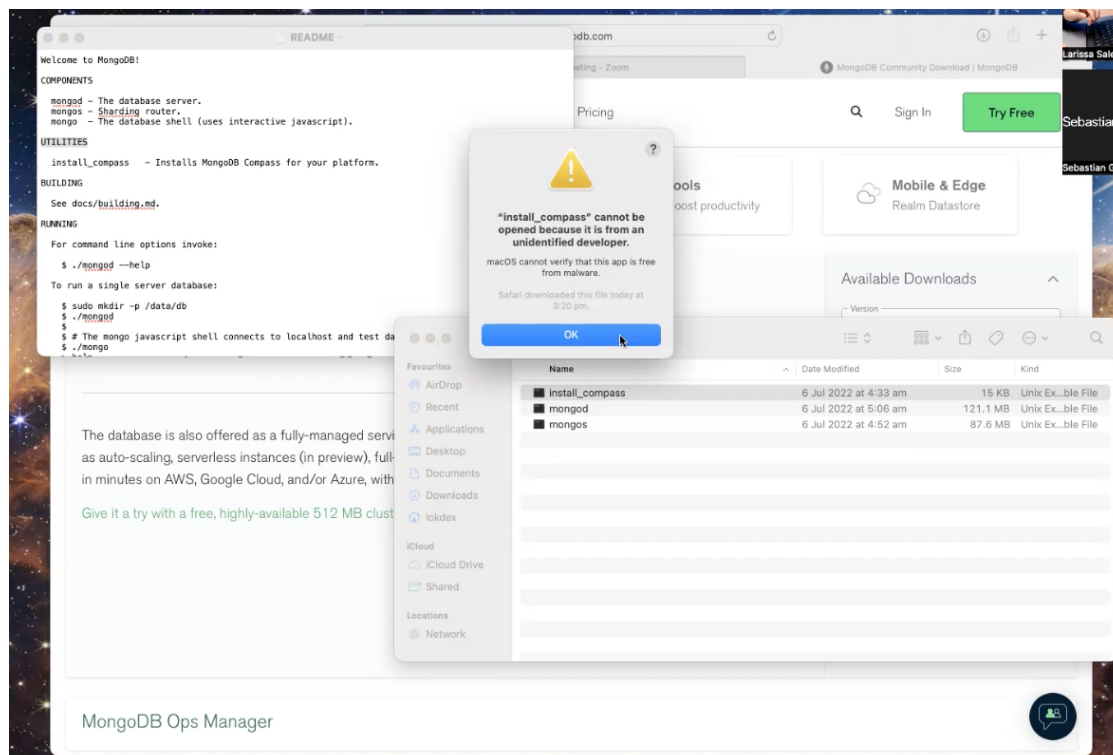 README
Welcome to MongoDB!
COMPONENTS
mongod - The database server.
mongos - Sharding router.
mongo - The database shell (uses interactive javascript).
UTILITIES
install_compass - Installs MongoDB Compass for your platform.
BUILDING
See docs/building.md.
RUNNING
For command line options invoke:
$ ./mongod --help
To run a single server database:
$ sudo mkdir -p /data/db
$ ./mongod
$
$ # The mongo javascript shell connects to localhost and test da
$ ./mongo
db.com
eting - Zoom
MongoDB Community Download | MongoDB
Pricing
Sign In
Try Free
Larissa Sale
Sebastia
Sebastian G
ools
oost productivity
Mobile & Edge
Realm Datastore
Available Downloads
Version
?
"install_compass" cannot be
opened because it is from an
unidentified developer.
macOS cannot verify that this app is free
from malware.
Safari downloaded this file today at
3:20 pm.
OK
Favourites
AirDrop
Recent
Applications
Desktop
Documents
Downloads
lokdex
iCloud
iCloud Drive
Shared
Locations
Network
Name Date Modified Size Kind
install_compass 6 Jul 2022 at 4:33 am 15 KB Unix Ex...ble File
mongod 6 Jul 2022 at 5:06 am 121.1 MB Unix Ex...ble File
mongos 6 Jul 2022 at 4:52 am 87.6 MB Unix Ex...ble File
The database is also offered as a fully-managed servi
as auto-scaling, serverless instances (in preview), full-
in minutes on AWS, Google Cloud, and/or Azure, with
Give it a try with a free, highly-available 512 MB clust
MongoDB Ops Manager